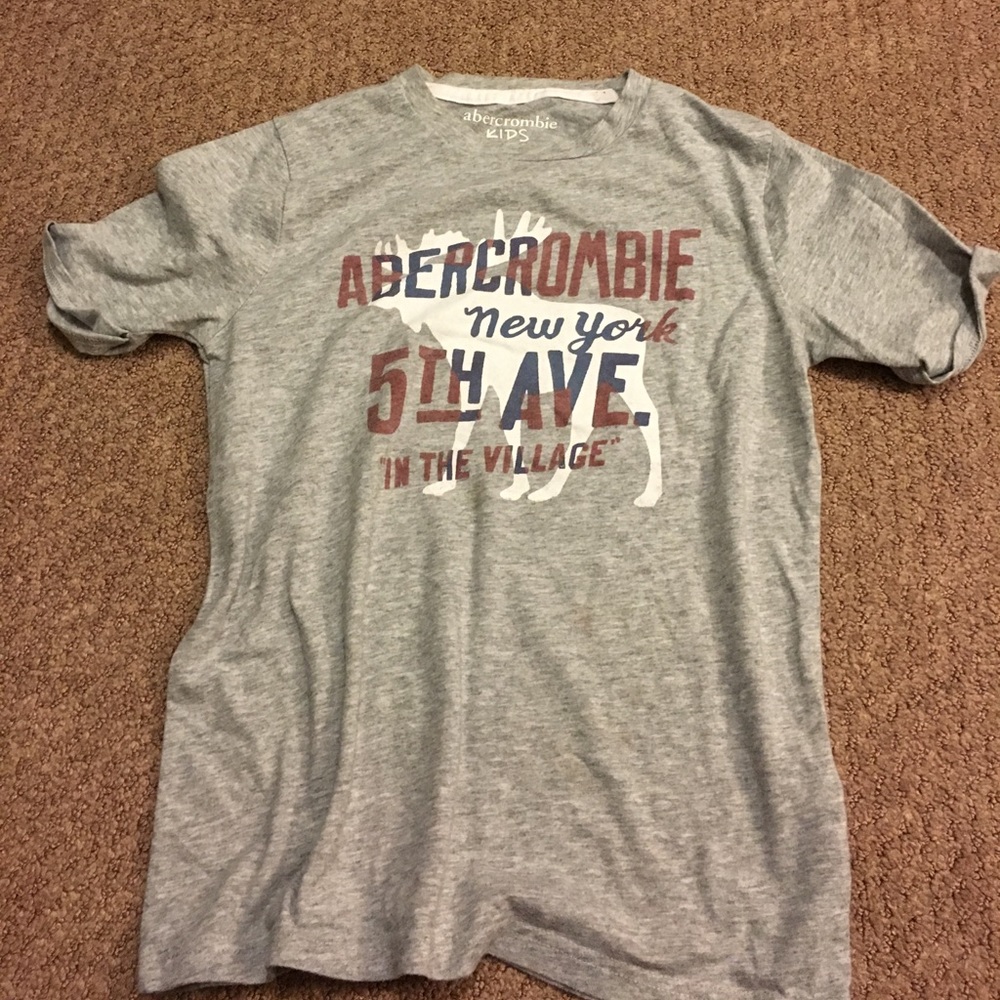 abercrombie
KIDS
ABERCROMBIE
New York
5TH AVE.
"IN THE VILLAGE"